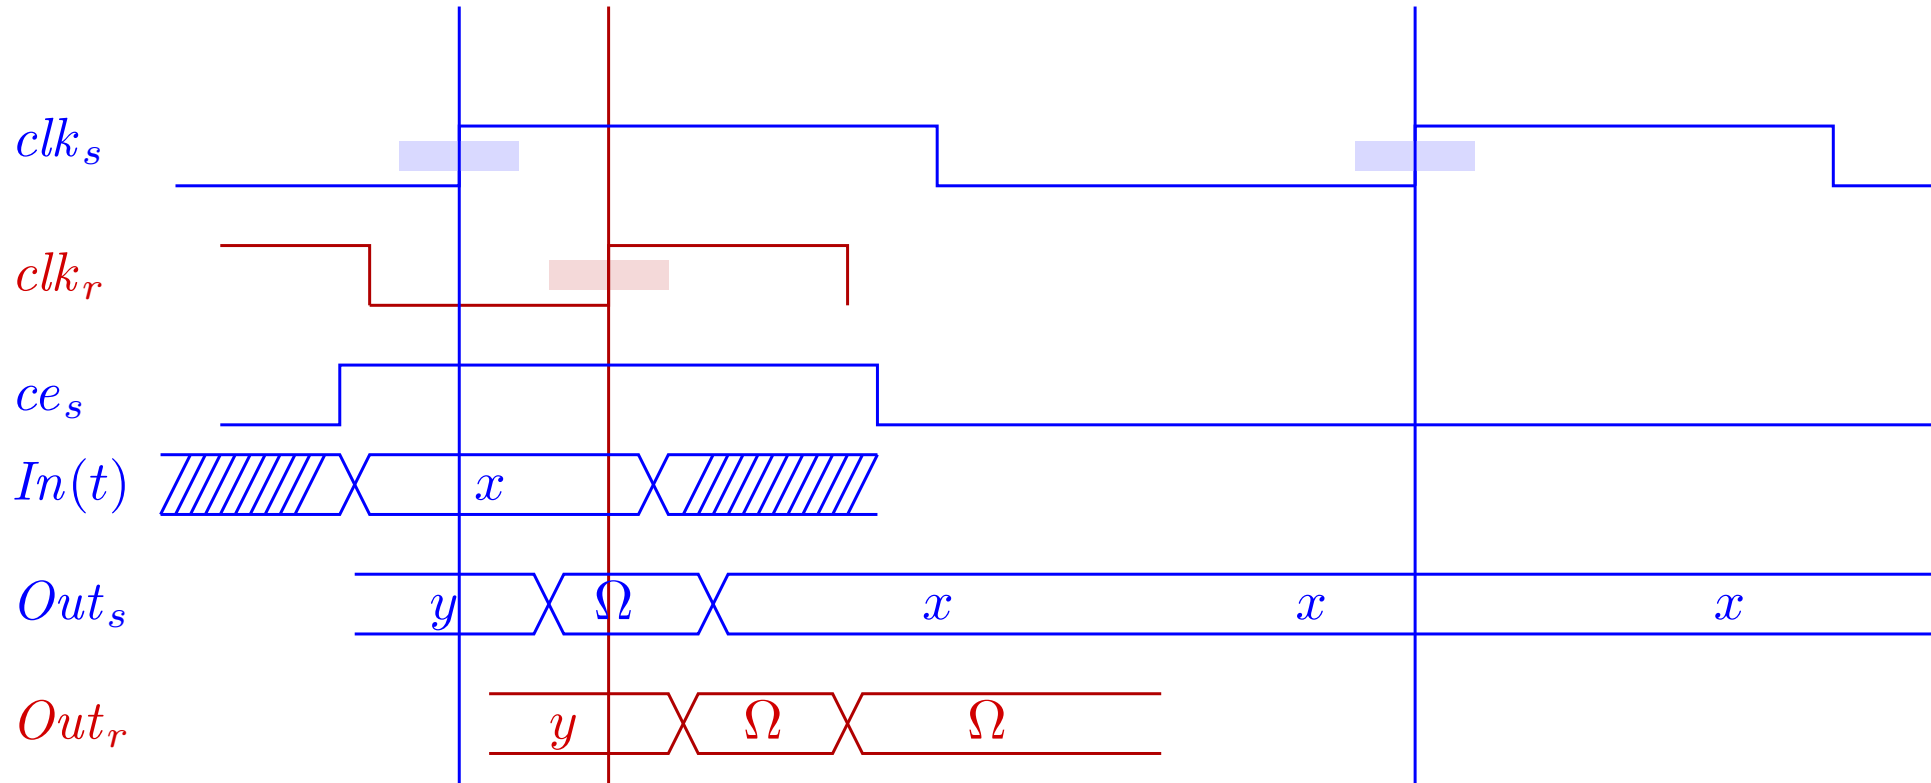 clk_s
clk_r
ce_s
In(t) x
Out_s y Ω x x x
Out_r y Ω Ω